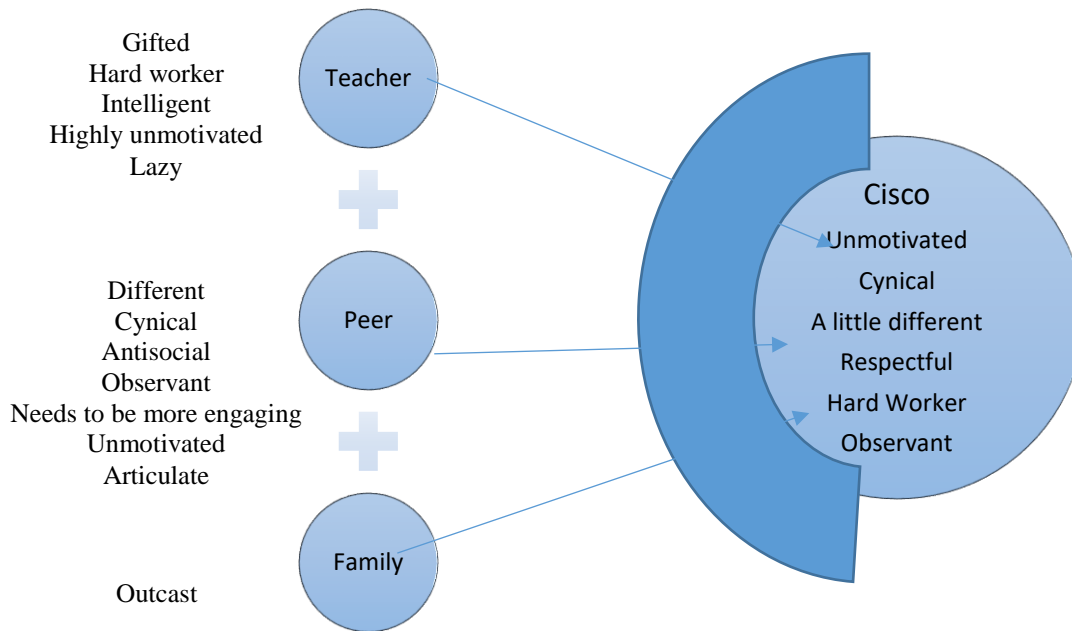 Gifted
Hard worker
Intelligent
Highly unmotivated
Lazy
Teacher
Different
Cynical
Antisocial
Observant
Needs to be more engaging
Unmotivated
Articulate
Peer
Outcast
Family
Cisco
Unmotivated
Cynical
A little different
Respectful
Hard Worker
Observant